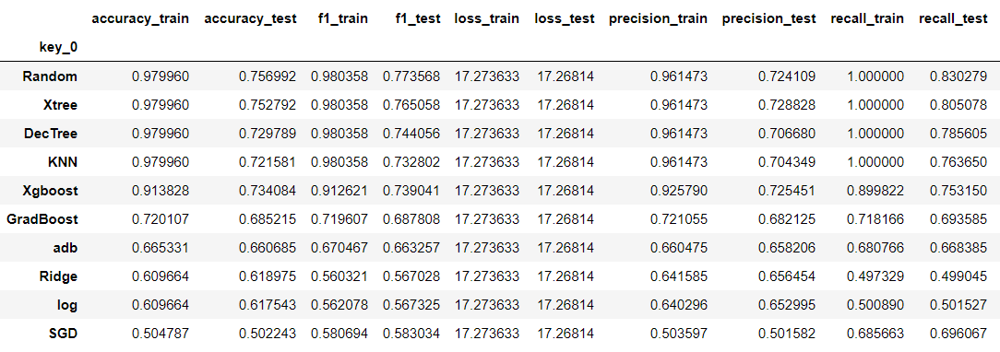 accuracy_train accuracy_test f1_train f1_test loss_train loss_test precision_train precision_test recall_train recall_test
key_0
Random 0.979960 0.756992 0.980358 0.773568 17.273633 17.26814 0.961473 0.724109 1.000000 0.830279
Xtree 0.979960 0.752792 0.980358 0.765058 17.273633 17.26814 0.961473 0.728828 1.000000 0.805078
DecTree 0.979960 0.729789 0.980358 0.744056 17.273633 17.26814 0.961473 0.706680 1.000000 0.785605
KNN 0.979960 0.721581 0.980358 0.732802 17.273633 17.26814 0.961473 0.704349 1.000000 0.763650
Xgboost 0.913828 0.734084 0.912621 0.739041 17.273633 17.26814 0.925790 0.725451 0.899822 0.753150
GradBoost 0.720107 0.685215 0.719607 0.687808 17.273633 17.26814 0.721055 0.682125 0.718166 0.693585
adb 0.665331 0.660685 0.670467 0.663257 17.273633 17.26814 0.660475 0.658206 0.680766 0.668385
Ridge 0.609664 0.618975 0.560321 0.567028 17.273633 17.26814 0.641585 0.656454 0.497329 0.499045
log 0.609664 0.617543 0.562078 0.567325 17.273633 17.26814 0.640296 0.652995 0.500890 0.501527
SGD 0.504787 0.502243 0.580694 0.583034 17.273633 17.26814 0.503597 0.501582 0.685663 0.696067